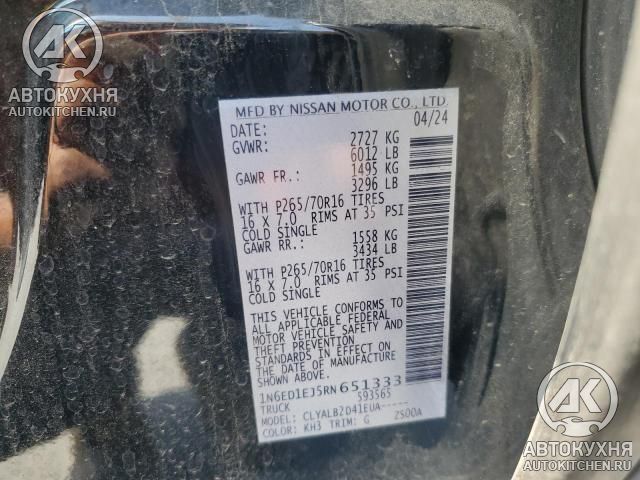 АК
АВТОКУХНЯ
AUTOKITCHEN.RU
MFD BY NISSAN MOTOR CO., LTD
DATE: 04/24
GVWR: 2727 KG
6012 LB
GAWR FR.: 1495 KG
3296 LB
WITH P265/70R16 TIRES
16 X 7.0 RIMS AT 35 PSI
COLD SINGLE
GAWR RR.: 1558 KG
3434 LB
WITH P265/70R16 TIRES
16 X 7.0 RIMS AT 35 PSI
COLD SINGLE
THIS VEHICLE CONFORMS TO
ALL APPLICABLE FEDERAL
MOTOR VEHICLE SAFETY AND
THEFT PREVENTION
STANDARDS IN EFFECT ON
THE DATE OF MANUFACTURE
SHOWN ABOVE.
1N6ED1EJ5RN651333
TRUCK 593565
MODEL: CLYALBZD41EUA-----
COLOR: KH3 TRIM: G ZS00A
АК
АВТОКУХНЯ
AUTOKITCHEN.RU